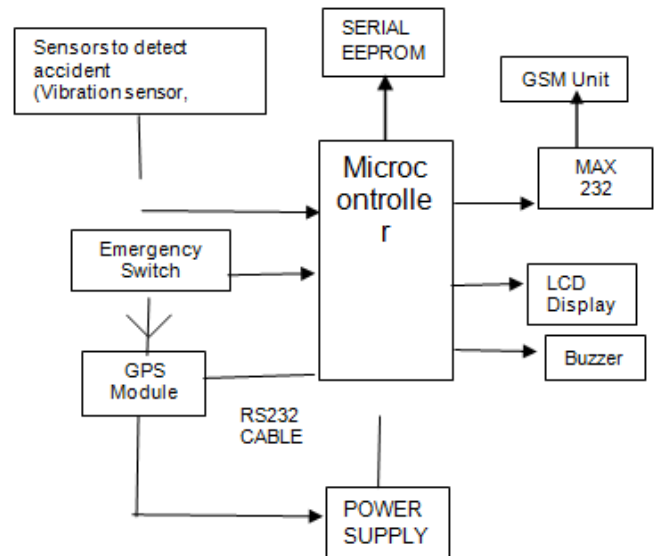 Sensors to detect
accident
(Vibration sensor,
SERIAL
EEPROM
GSM Unit
Microc
ontrolle
r
MAX
232
Emergency
Switch
LCD
Display
GPS
Module
Buzzer
RS232
CABLE
POWER
SUPPLY